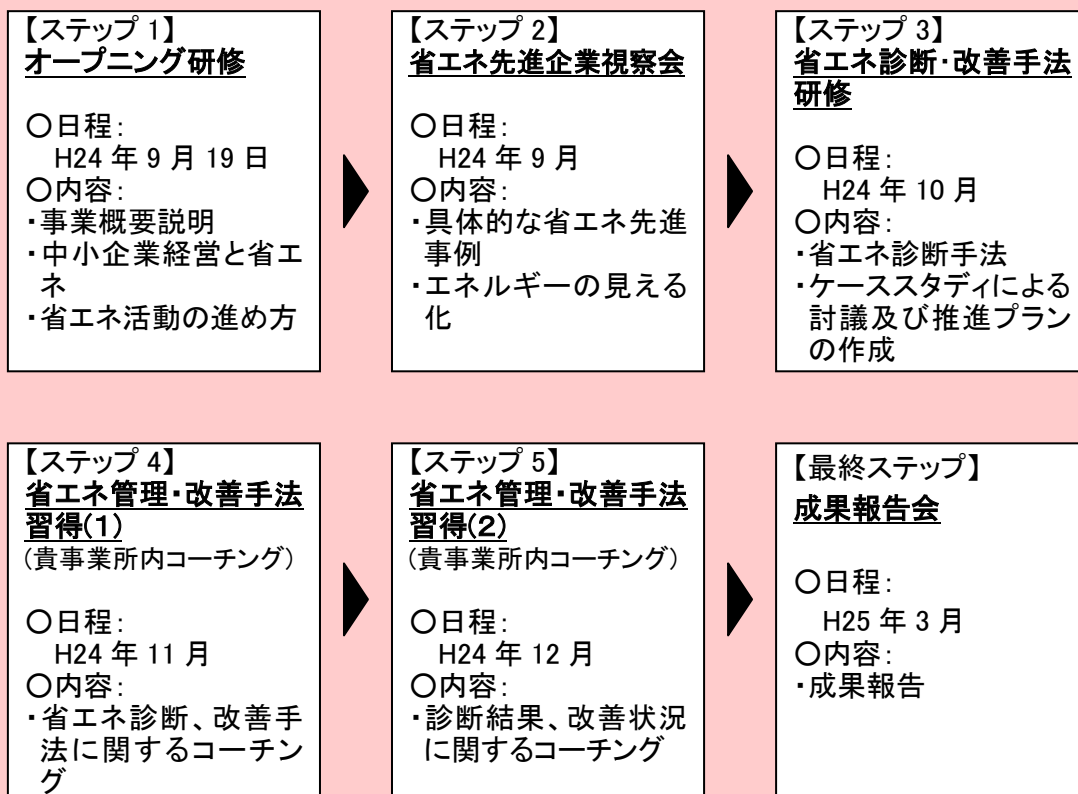 【ステップ 1】
オープニング研修
○日程：
H24 年 9 月 19 日
○内容：
・事業概要説明
・中小企業経営と省エ
ネ
・省エネ活動の進め方
【ステップ 2】
省エネ先進企業視察会
○日程：
H24 年 9 月
○内容：
・具体的な省エネ先進
事例
・エネルギーの見える
化
【ステップ 3】
省エネ診断・改善手法
研修
○日程：
H24 年 10 月
○内容：
・省エネ診断手法
・ケーススタディによる
討議及び推進プラン
の作成
【ステップ 4】
省エネ管理・改善手法
習得(1)
(貴事業所内コーチング)
○日程：
H24 年 11 月
○内容：
・省エネ診断、改善手
法に関するコーチン
グ
【ステップ 5】
省エネ管理・改善手法
習得(2)
(貴事業所内コーチング)
○日程：
H24 年 12 月
○内容：
・診断結果、改善状況
に関するコーチング
【最終ステップ】
成果報告会
○日程：
H25 年 3 月
○内容：
・成果報告